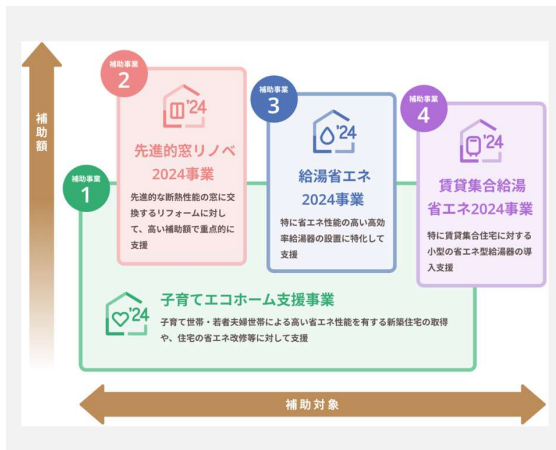 補助額
補助事業
1
補助事業
2
'24
先進的窓リノベ
2024事業
先進的な断熱性能の窓に交
換するリフォームに対し
て、高い補助額で重点的に
支援
補助事業
3
'24
給湯省エネ
2024事業
特に省エネ性能の高い高効
率給湯器の設置に特化して
支援
補助事業
4
'24
賃貸集合給湯
省エネ2024事業
特に賃貸集合住宅に対する
小型の省エネ型給湯器の導
入支援
'24
子育てエコホーム支援事業
子育て世帯・若者夫婦世帯による高い省エネ性能を有する新築住宅の取得
や、住宅の省エネ改修等に対して支援
補助対象